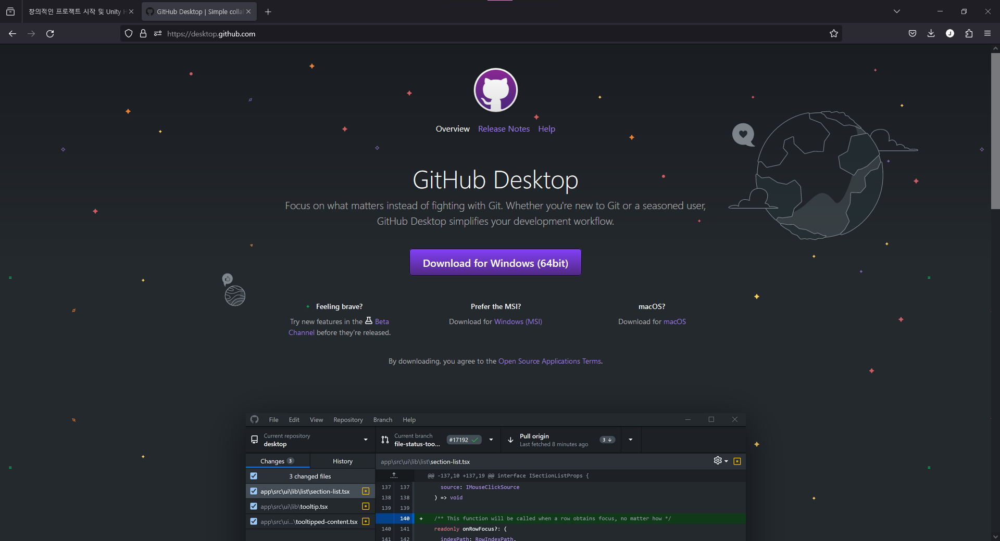 창의적인 프로젝트 시작 및 Unity H
GitHub Desktop | Simple colla
https://desktop.github.com
J
Overview Release Notes Help
GitHub Desktop
Focus on what matters instead of fighting with Git. Whether you're new to Git or a seasoned user,
GitHub Desktop simplifies your development workflow.
Download for Windows (64bit)
Feeling brave?
Try new features in the Beta
Channel before they're released.
Prefer the MSI?
Download for Windows (MSI)
macOS?
Download for macOS
By downloading, you agree to the Open Source Applications Terms.
File Edit View Repository Branch Help
Current repository
desktop
Current branch
file-status-too...
#17192
Pull origin
Last fetched 8 minutes ago
3
Changes 3 History
app\src\ui\lib\list\section-list.tsx
3 changed files
app\src\ui\lib\list\section-list.tsx
app\src\ui\lib\tooltip.tsx
app\src\ui...\tooltipped-content.tsx
@@ -137,10 +137,19 @@ interface ISectionListProps {
137 137 source: IMouseClickSource
138 138 ) => void
139 139
140 + /** This function will be called when a row obtains focus, no matter how */
140 141 readonly onRowFocus?: (
141 142 indexPath: RowIndexPath,